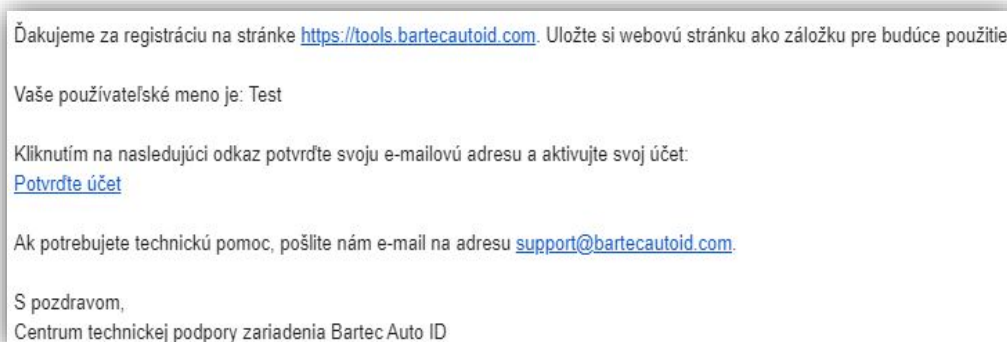 Ďakujeme za registráciu na stránke https://tools.bartecautoid.com. Uložte si webovú stránku ako záložku pre budúce použitie
Vaše používateľské meno je: Test
Kliknutím na nasledujúci odkaz potvrďte svoju e-mailovú adresu a aktivujte svoj účet:
Potvrďte účet
Ak potrebujete technickú pomoc, pošlite nám e-mail na adresu support@bartecautoid.com.
S pozdravom,
Centrum technickej podpory zariadenia Bartec Auto ID